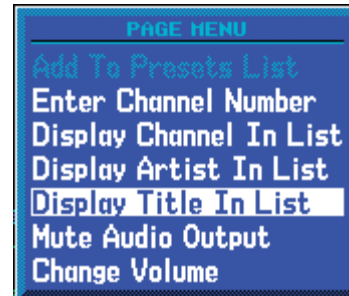 PAGE MENU
Add To Presets List
Enter Channel Number
Display Channel In List
Display Artist In List
Display Title In List
Mute Audio Output
Change Volume